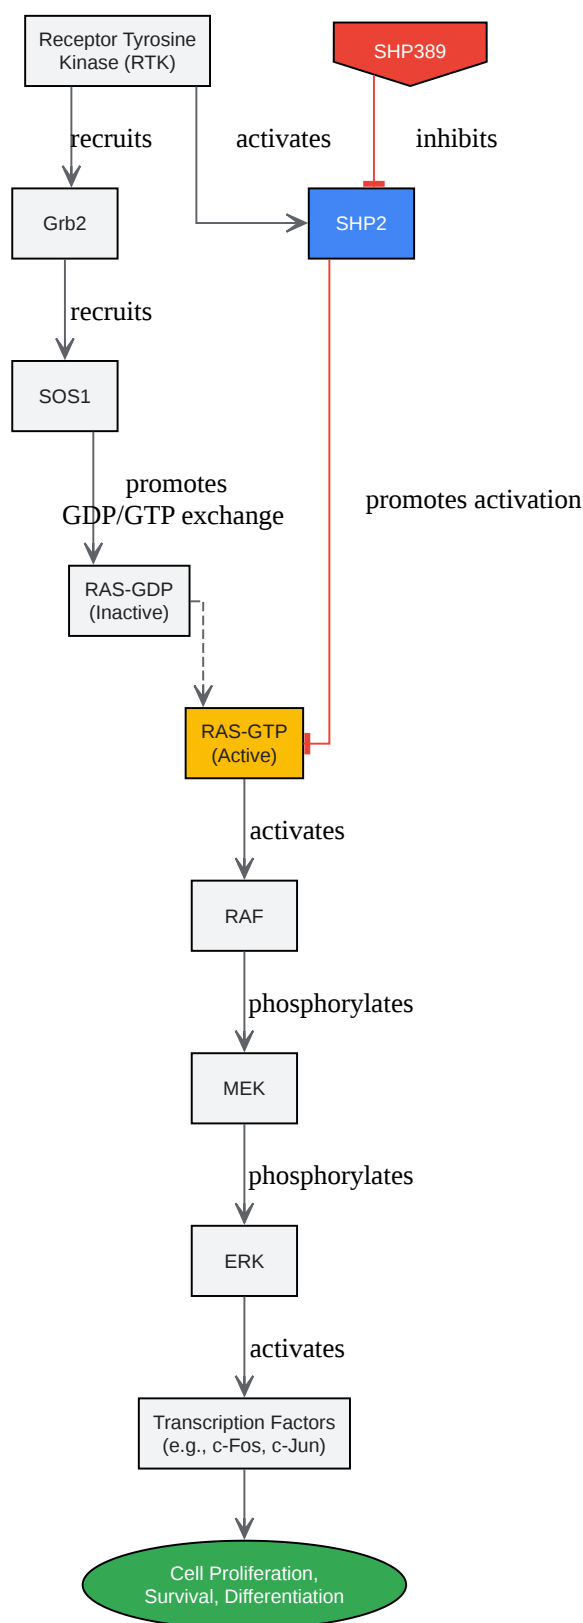 Receptor Tyrosine
Kinase (RTK)
SHP389
recruits
activates
inhibits
Grb2
SHP2
recruits
SOS1
promotes
GDP/GTP exchange
promotes activation
RAS-GDP
(Inactive)
RAS-GTP
(Active)
activates
RAF
phosphorylates
MEK
phosphorylates
ERK
activates
Transcription Factors
(e.g., c-Fos, c-Jun)
Cell Proliferation,
Survival, Differentiation